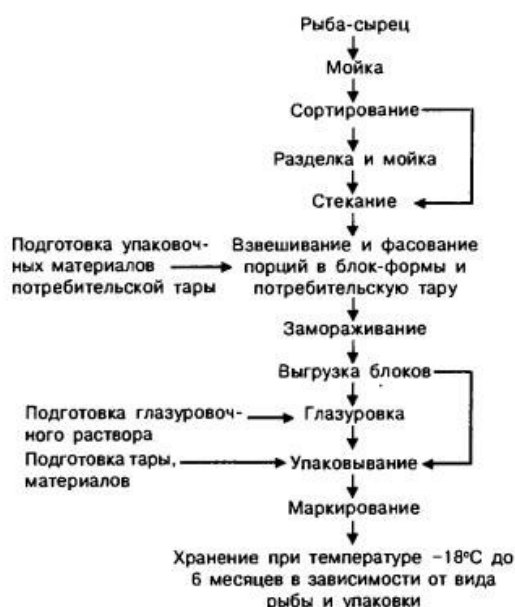 Рыба-сырец
Мойка
Сортирование
Разделка и мойка
Стекание
Подготовка упаковоч-
ных материалов
потребительской тары
Взвешивание и фасование
порций в блок-формы и
потребительскую тару
Замораживание
Выгрузка блоков
Подготовка глазуровоч-
ного раствора
Глазуровка
Подготовка тары,
материалов
Упаковывание
Маркирование
Хранение при температуре –18°С до
6 месяцев в зависимости от вида
рыбы и упаковки